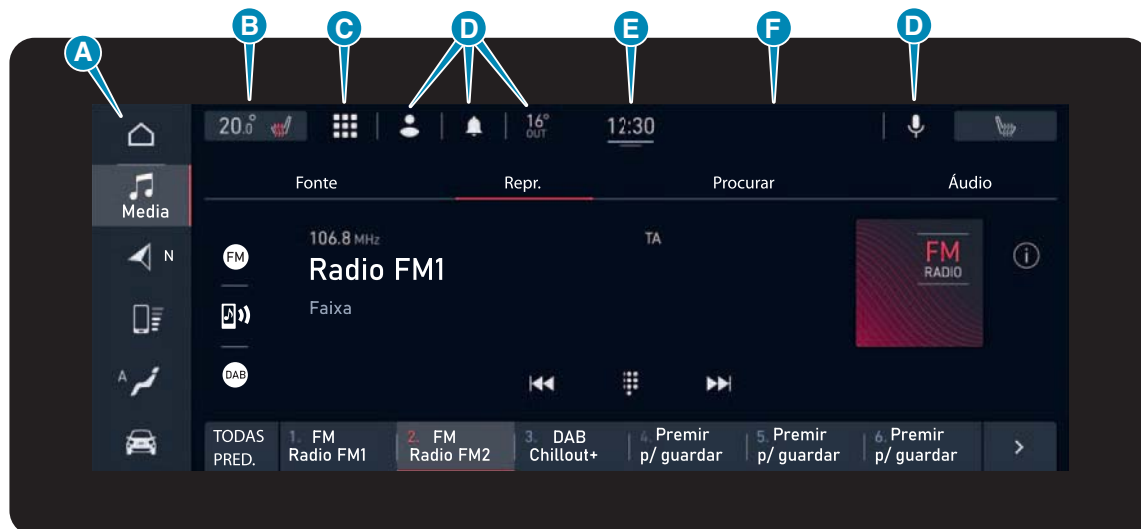 A
B
C
D
E
F
D
20.0°
16°
OUT
12:30
Media
Fonte
Repr.
Procurar
Áudio
N
FM
106.8 MHz
TA
Radio FM1
Faixa
FM
RADIO
i
A
DAB
TODAS
PRED.
1. FM
Radio FM1
2. FM
Radio FM2
3. DAB
Chillout+
4. Premir
p/ guardar
5. Premir
p/ guardar
6. Premir
p/ guardar